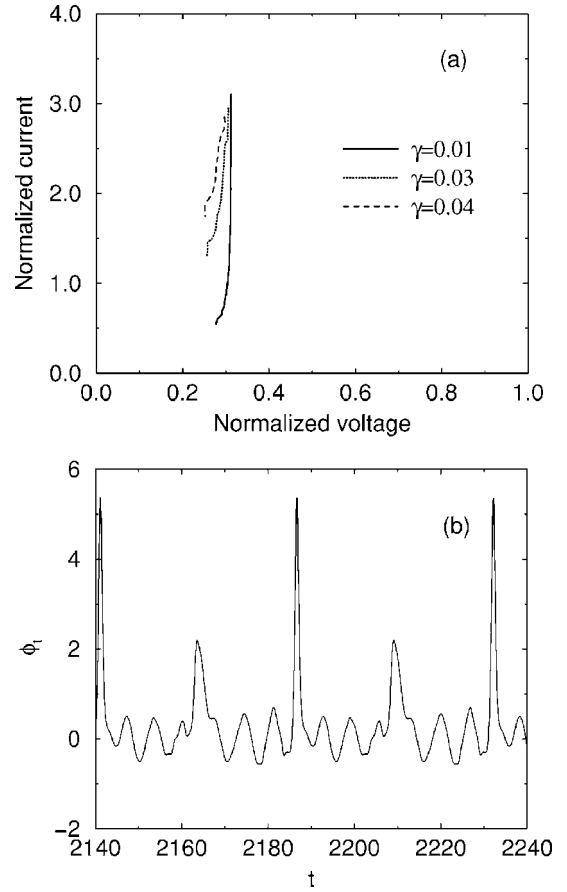 4.0
(a)
3.0
γ=0.01
2.0
γ=0.03
γ=0.04
1.0
0.0
0.0 0.2 0.4 0.6 0.8 1.0
Normalized current
Normalized voltage
6
(b)
4
2
0
−2
2140 2160 2180 2200 2220 2240
ϕt
t